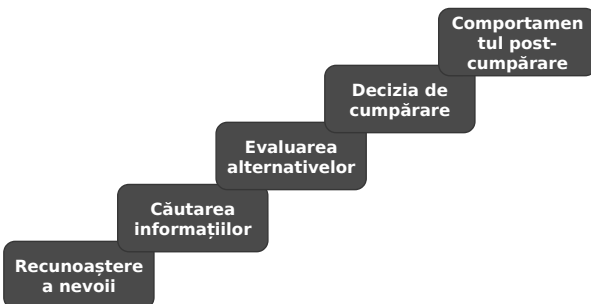 Comportamen
tul post-
cumpărare
Decizia de
cumpărare
Evaluarea
alternativelor
Căutarea
informațiilor
Recunoaștere
a nevoii